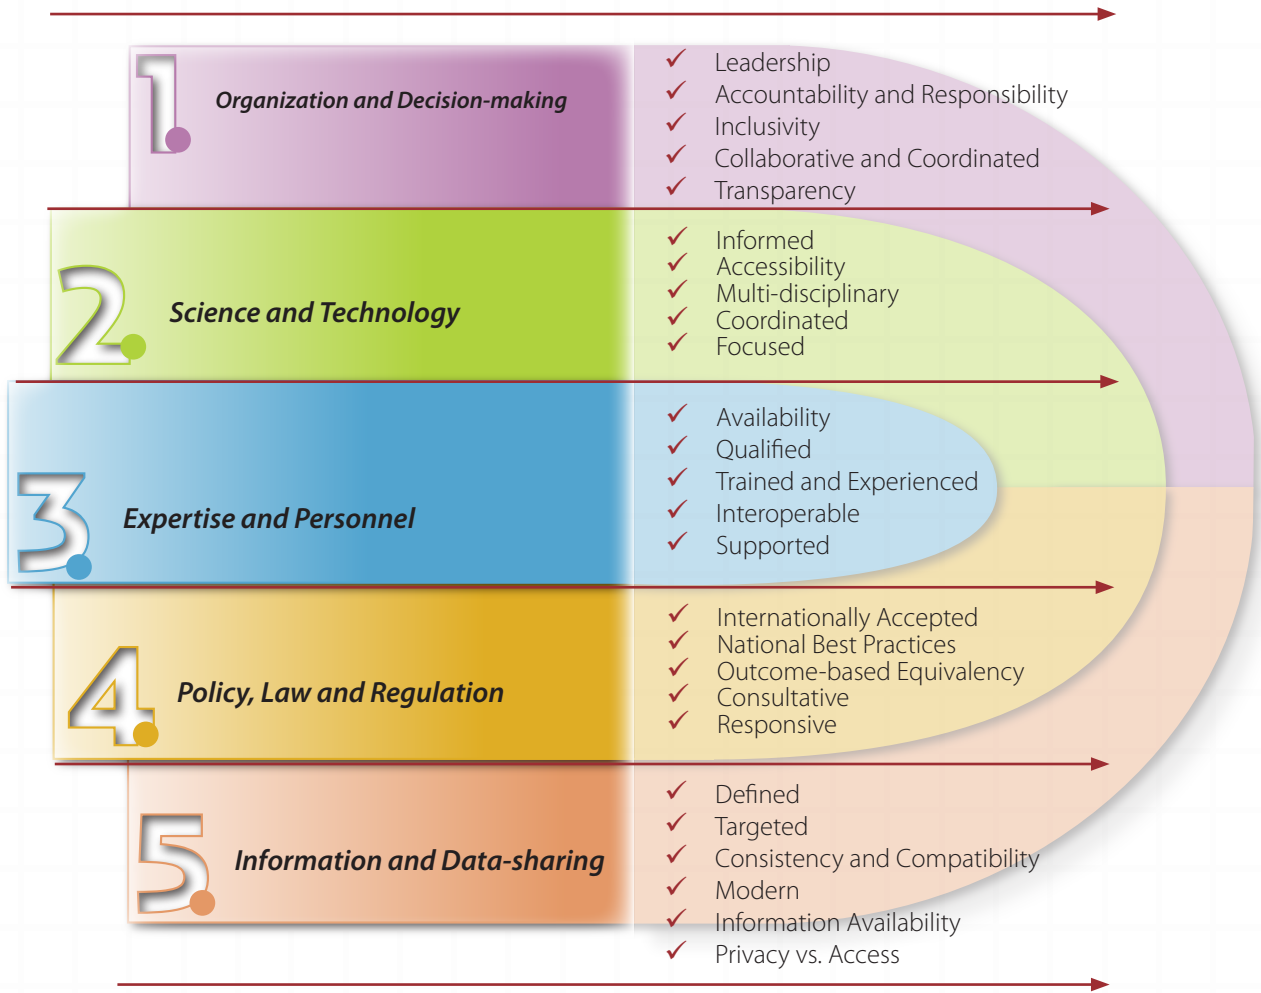 1
Organization and Decision-making
Leadership
Accountability and Responsibility
Inclusivity
Collaborative and Coordinated
Transparency
2
Science and Technology
Informed
Accessibility
Multi-disciplinary
Coordinated
Focused
3
Expertise and Personnel
Availability
Qualified
Trained and Experienced
Interoperable
Supported
4
Policy, Law and Regulation
Internationally Accepted
National Best Practices
Outcome-based Equivalency
Consultative
Responsive
5
Information and Data-sharing
Defined
Targeted
Consistency and Compatibility
Modern
Information Availability
Privacy vs. Access